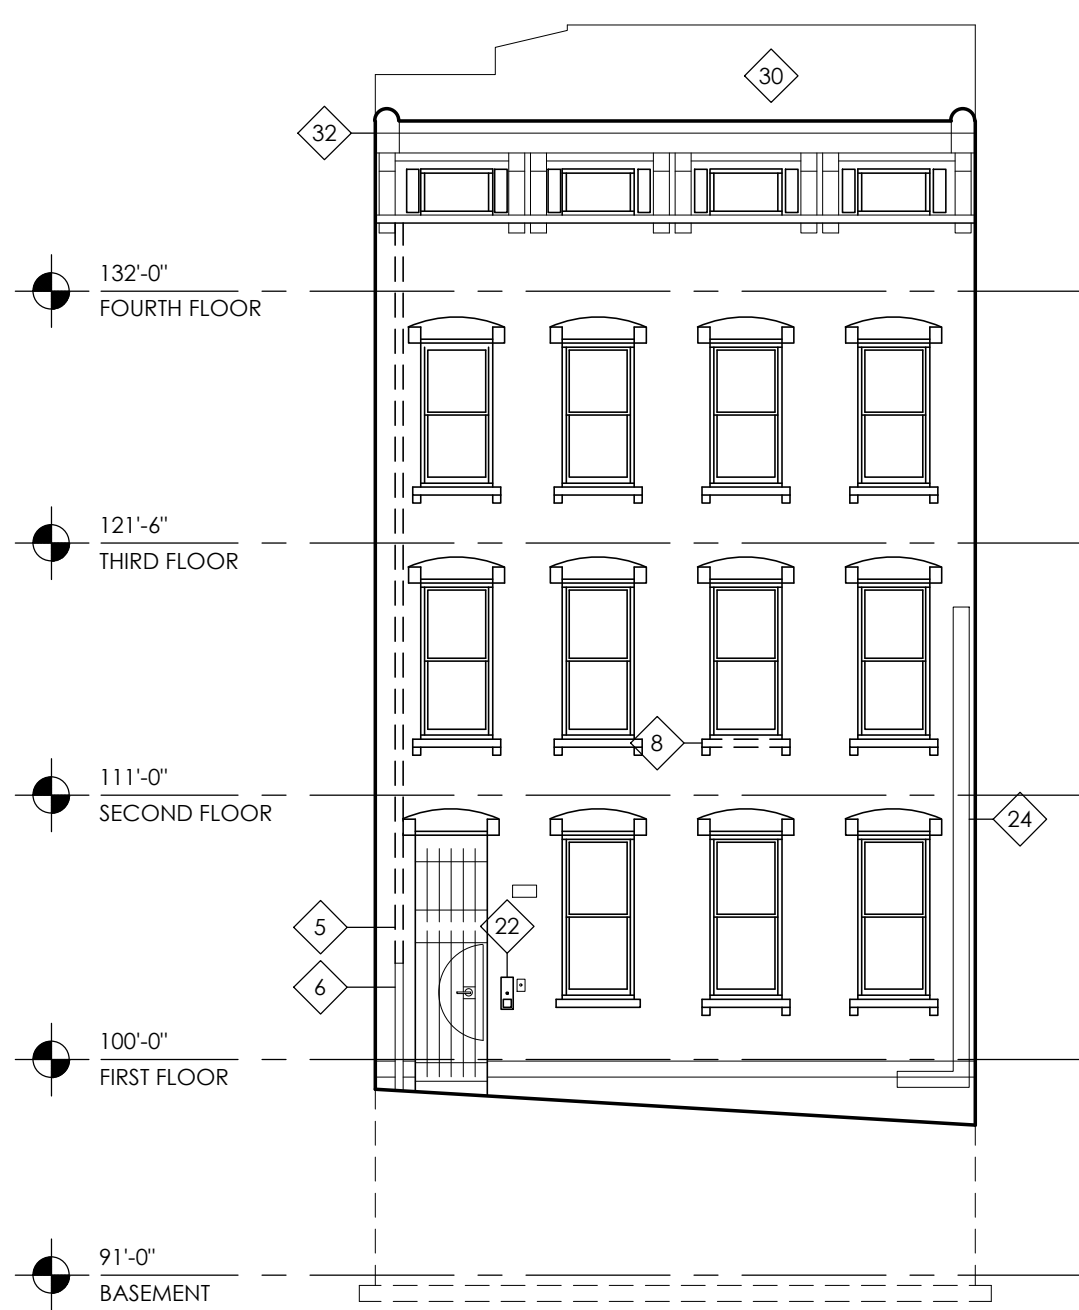 30
32
132'-0"
FOURTH FLOOR
121'-6"
THIRD FLOOR
8
111'-0"
SECOND FLOOR
24
5
22
6
100'-0"
FIRST FLOOR
91'-0"
BASEMENT